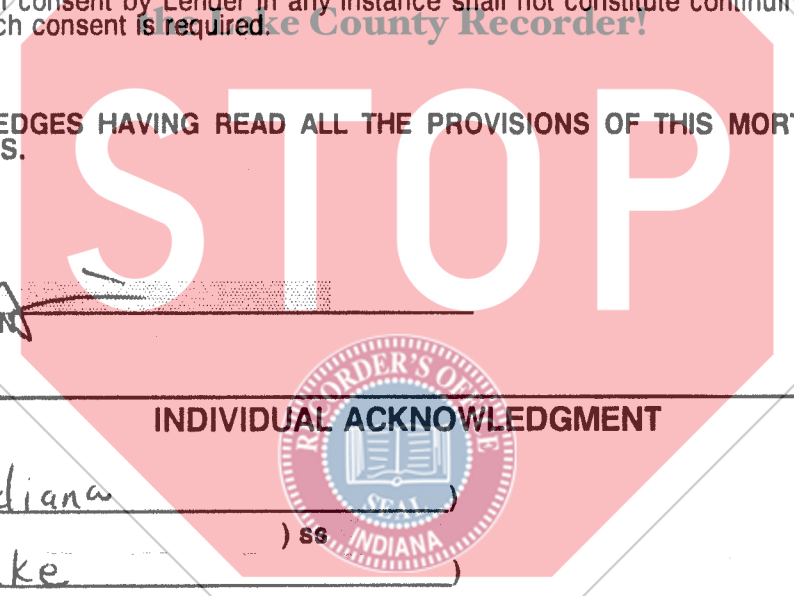 consent by Lender in any instance shall not constitute continui
ch consent is required.
the Lake County Recorder!
EDGES HAVING READ ALL THE PROVISIONS OF THIS MORT
S.
STOP
N
RECORDER'S OFFICE
INDIVIDUAL ACKNOWLEDGMENT
SEAL
diana )
) ss
INDIANA
ke )